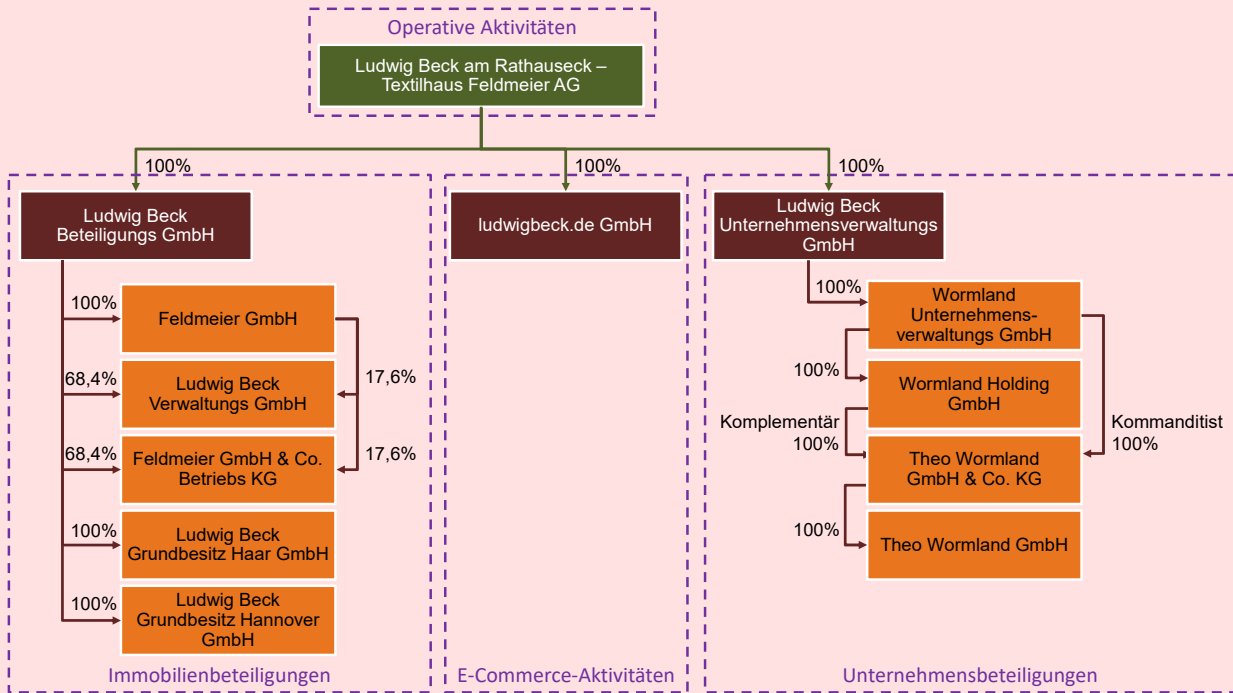 Operative Aktivitäten
Ludwig Beck am Rathauseck –
Textilhaus Feldmeier AG
100%
100%
100%
Ludwig Beck
Beteiligungs GmbH
ludwigbeck.de GmbH
Ludwig Beck
Unternehmensverwaltungs
GmbH
100%
Feldmeier GmbH
68,4%
Ludwig Beck
Verwaltungs GmbH
17,6%
68,4%
Feldmeier GmbH & Co.
Betriebs KG
17,6%
100%
Ludwig Beck
Grundbesitz Haar GmbH
100%
Ludwig Beck
Grundbesitz Hannover
GmbH
Immobilienbeteiligungen
E-Commerce-Aktivitäten
100%
Wormland
Unternehmens-
verwaltungs GmbH
100%
Wormland Holding
GmbH
Komplementär
100%
Kommanditist
100%
Theo Wormland
GmbH & Co. KG
100%
Theo Wormland GmbH
Unternehmensbeteiligungen